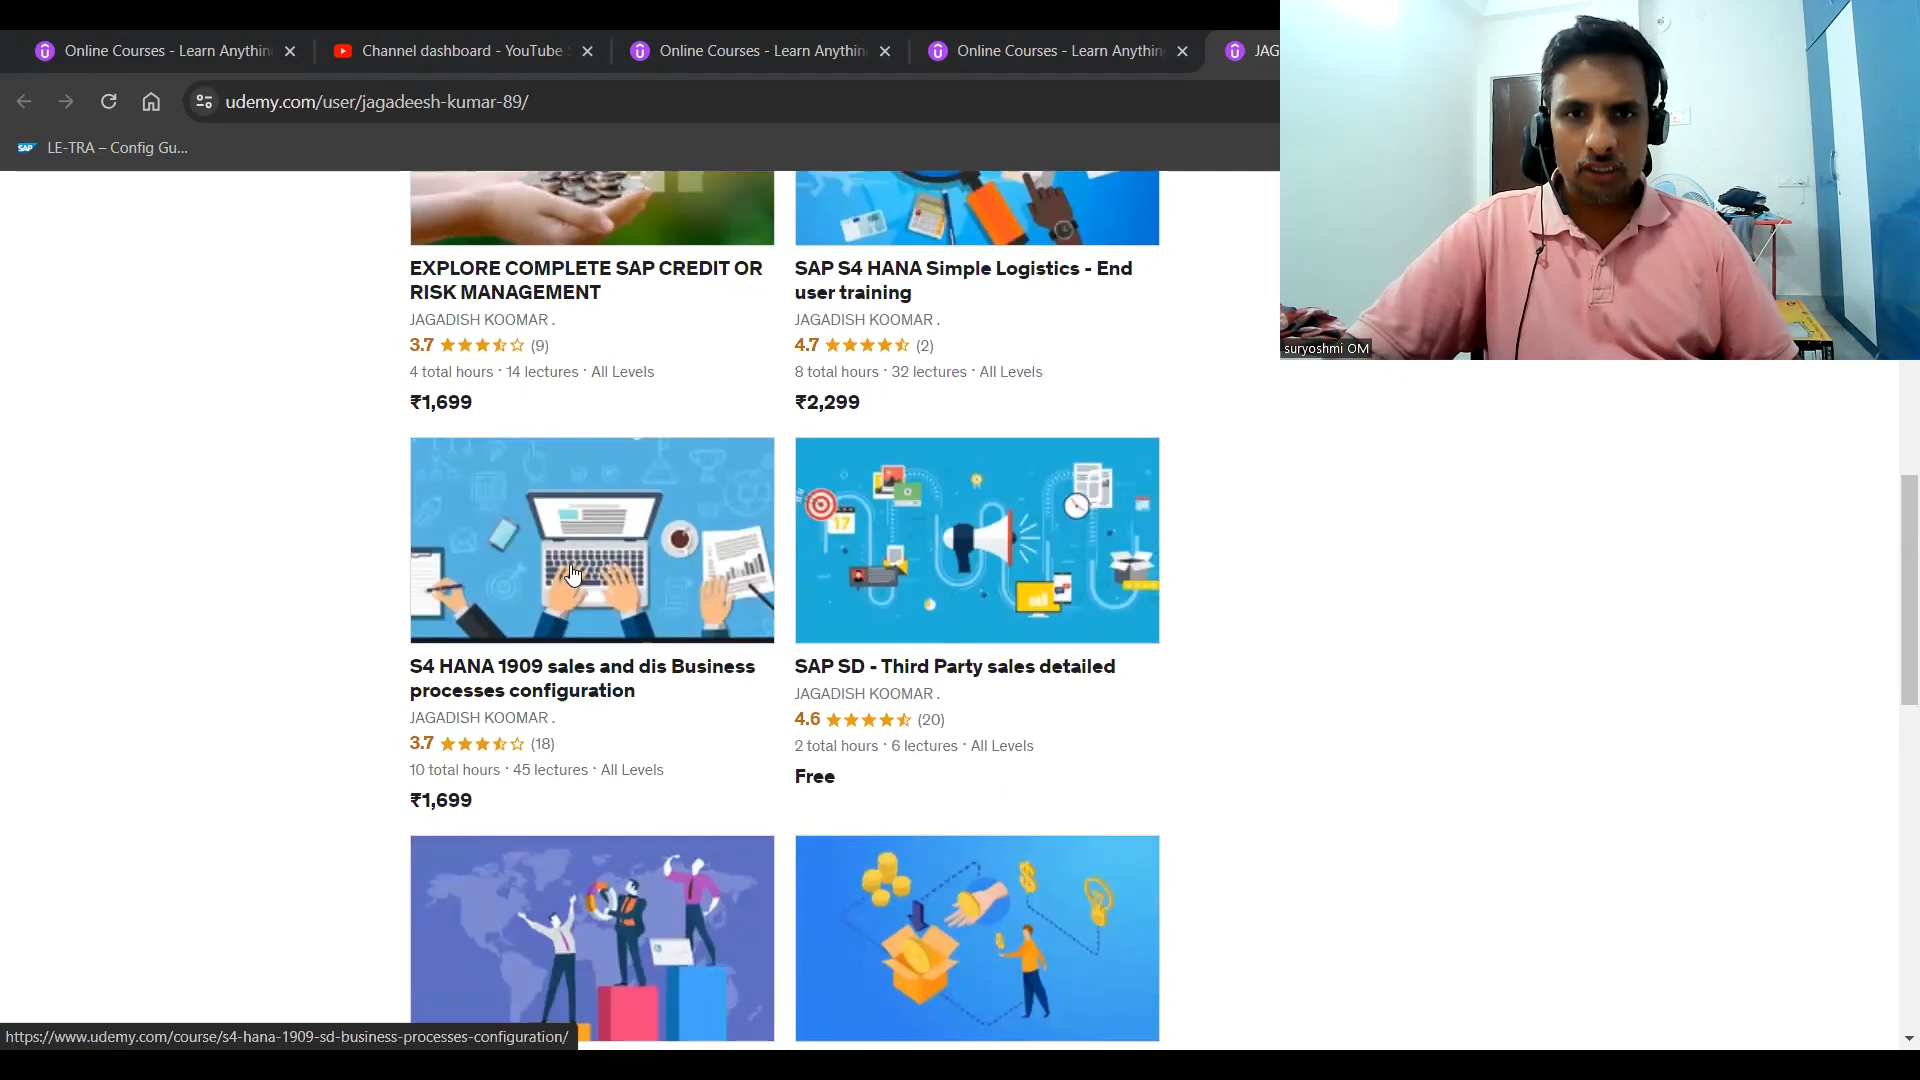 Online Courses - Learn Anythin
Channel dashboard - YouTube
Online Courses - Learn Anythin
Online Courses - Learn Anythin
JAG
udemy.com/user/jagadeesh-kumar-89/
SAP LE-TRA – Config Gu...
EXPLORE COMPLETE SAP CREDIT OR
RISK MANAGEMENT
JAGADISH KOOMAR .
3.7 (9)
4 total hours · 14 lectures · All Levels
₹1,699
SAP S4 HANA Simple Logistics - End
user training
JAGADISH KOOMAR .
4.7 (2)
8 total hours · 32 lectures · All Levels
₹2,299
suryoshmi OM
17
S4 HANA 1909 sales and dis Business
processes configuration
JAGADISH KOOMAR .
3.7 (18)
10 total hours · 45 lectures · All Levels
₹1,699
SAP SD - Third Party sales detailed
JAGADISH KOOMAR .
4.6 (20)
2 total hours · 6 lectures · All Levels
Free
https://www.udemy.com/course/s4-hana-1909-sd-business-processes-configuration/